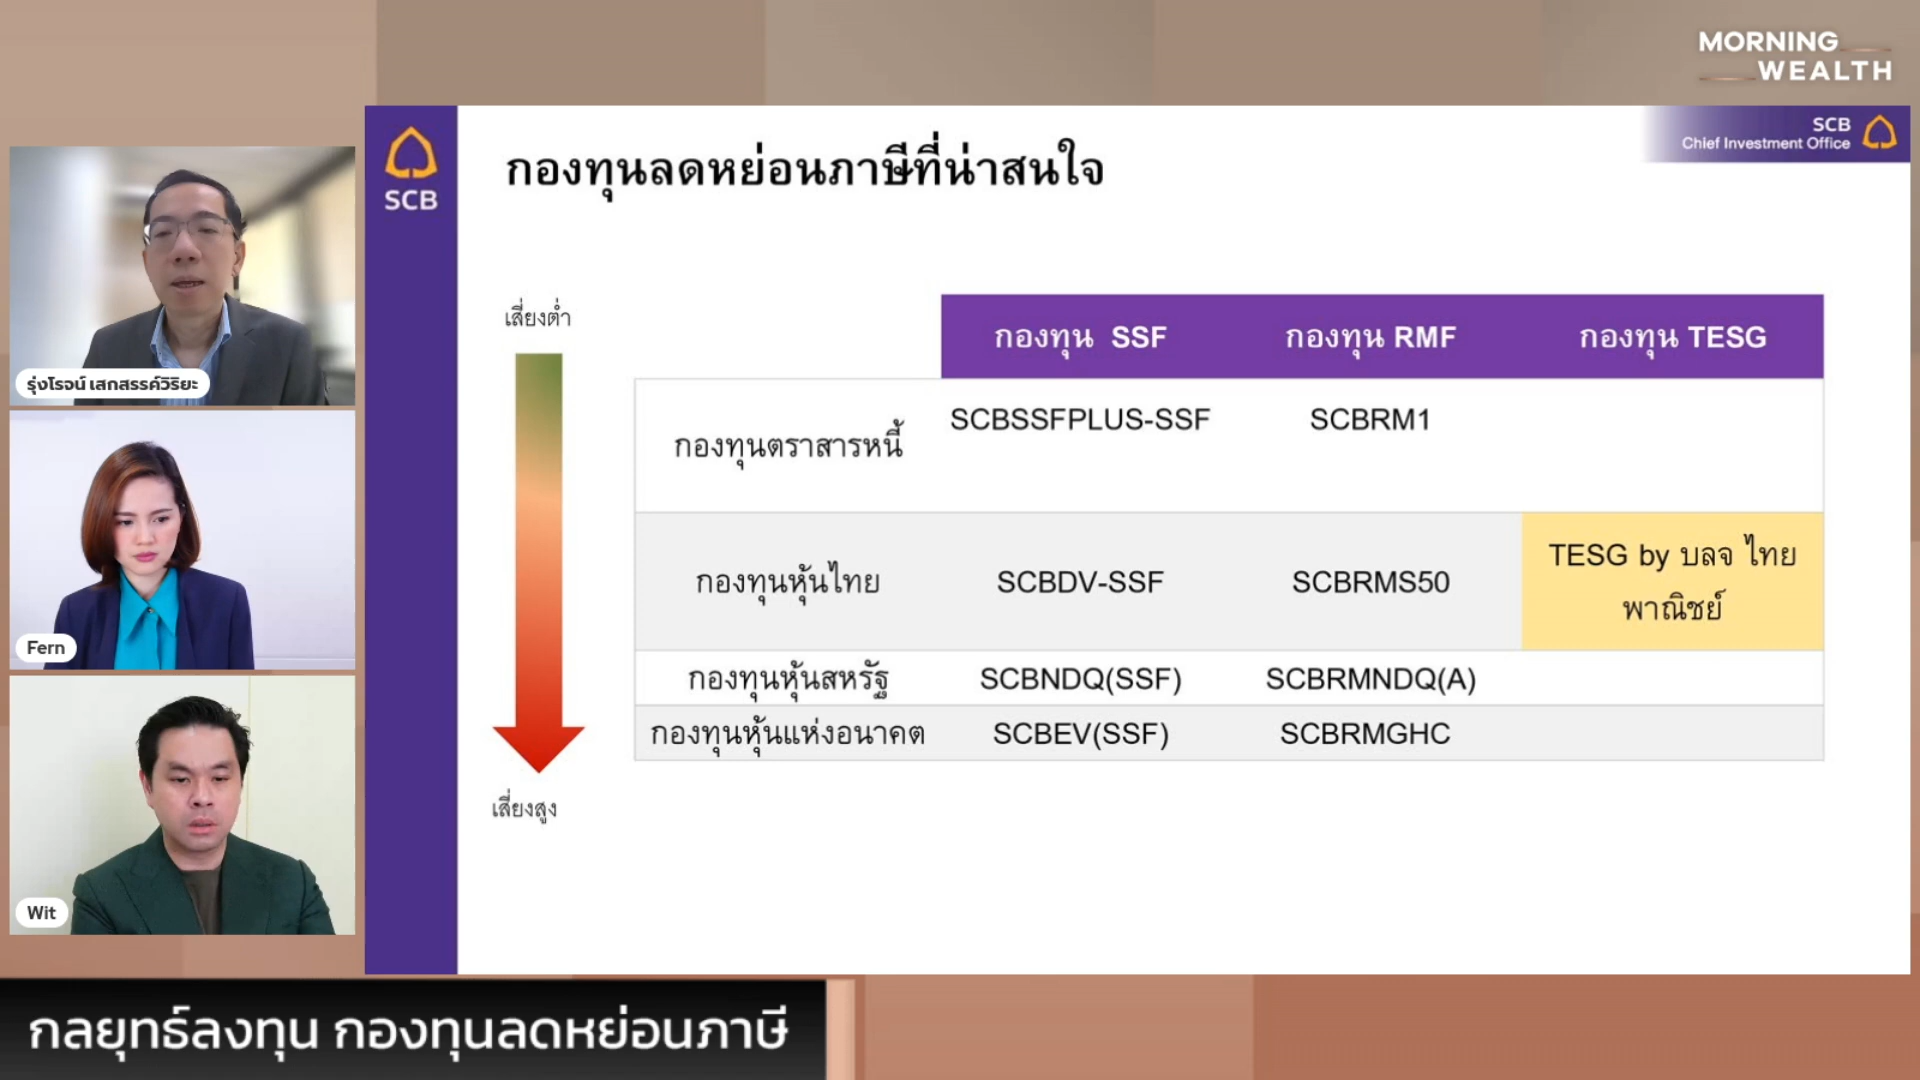 MORNING
WEALTH
SCB
SCB
Chief Investment Office
กองทุนลดหย่อนภาษีที่น่าสนใจ
เสี่ยงต่ำ
เสี่ยงสูง
กองทุน SSF กองทุน RMF กองทุน TESG
กองทุนตราสารหนี้ SCBSSFPLUS-SSF SCBRM1
กองทุนหุ้นไทย SCBDV-SSF SCBRMS50 TESG by บลจ ไทย
พาณิชย์
กองทุนหุ้นสหรัฐ SCBNDQ(SSF) SCBRMNDQ(A)
กองทุนหุ้นแห่งอนาคต SCBEV(SSF) SCBRMGHC
รุ่งโรจน์ เสกสรรค์วิริยะ
Fern
Wit
กลยุทธ์ลงทุน กองทุนลดหย่อนภาษี